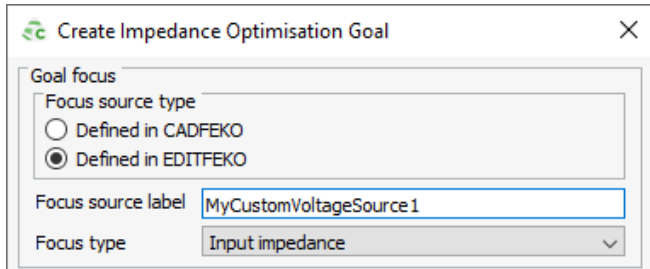 Create Impedance Optimisation Goal
Goal focus
Focus source type
Defined in CADFEKO
Defined in EDITFEKO
Focus source label MyCustomVoltageSource1
Focus type Input impedance